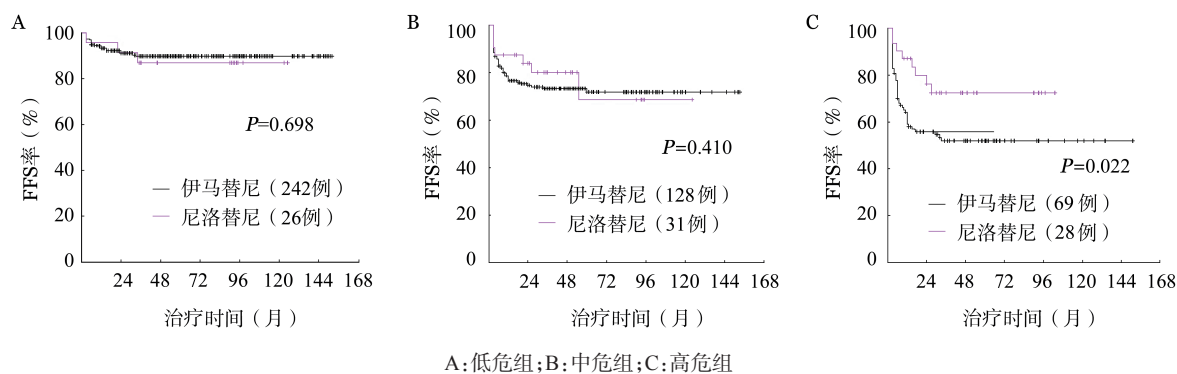 A
FFS率(%)
100
80
60
40
20
0
P=0.698
伊马替尼(242例)
尼洛替尼(26例)
24 48 72 96 120 144 168
治疗时间(月)
B
FFS率(%)
100
80
60
40
20
0
P=0.410
伊马替尼(128例)
尼洛替尼(31例)
24 48 72 96 120 144 168
治疗时间(月)
C
FFS率(%)
100
80
60
40
20
0
P=0.022
伊马替尼(69例)
尼洛替尼(28例)
24 48 72 96 120 144 168
治疗时间(月)
A:低危组;B:中危组;C:高危组